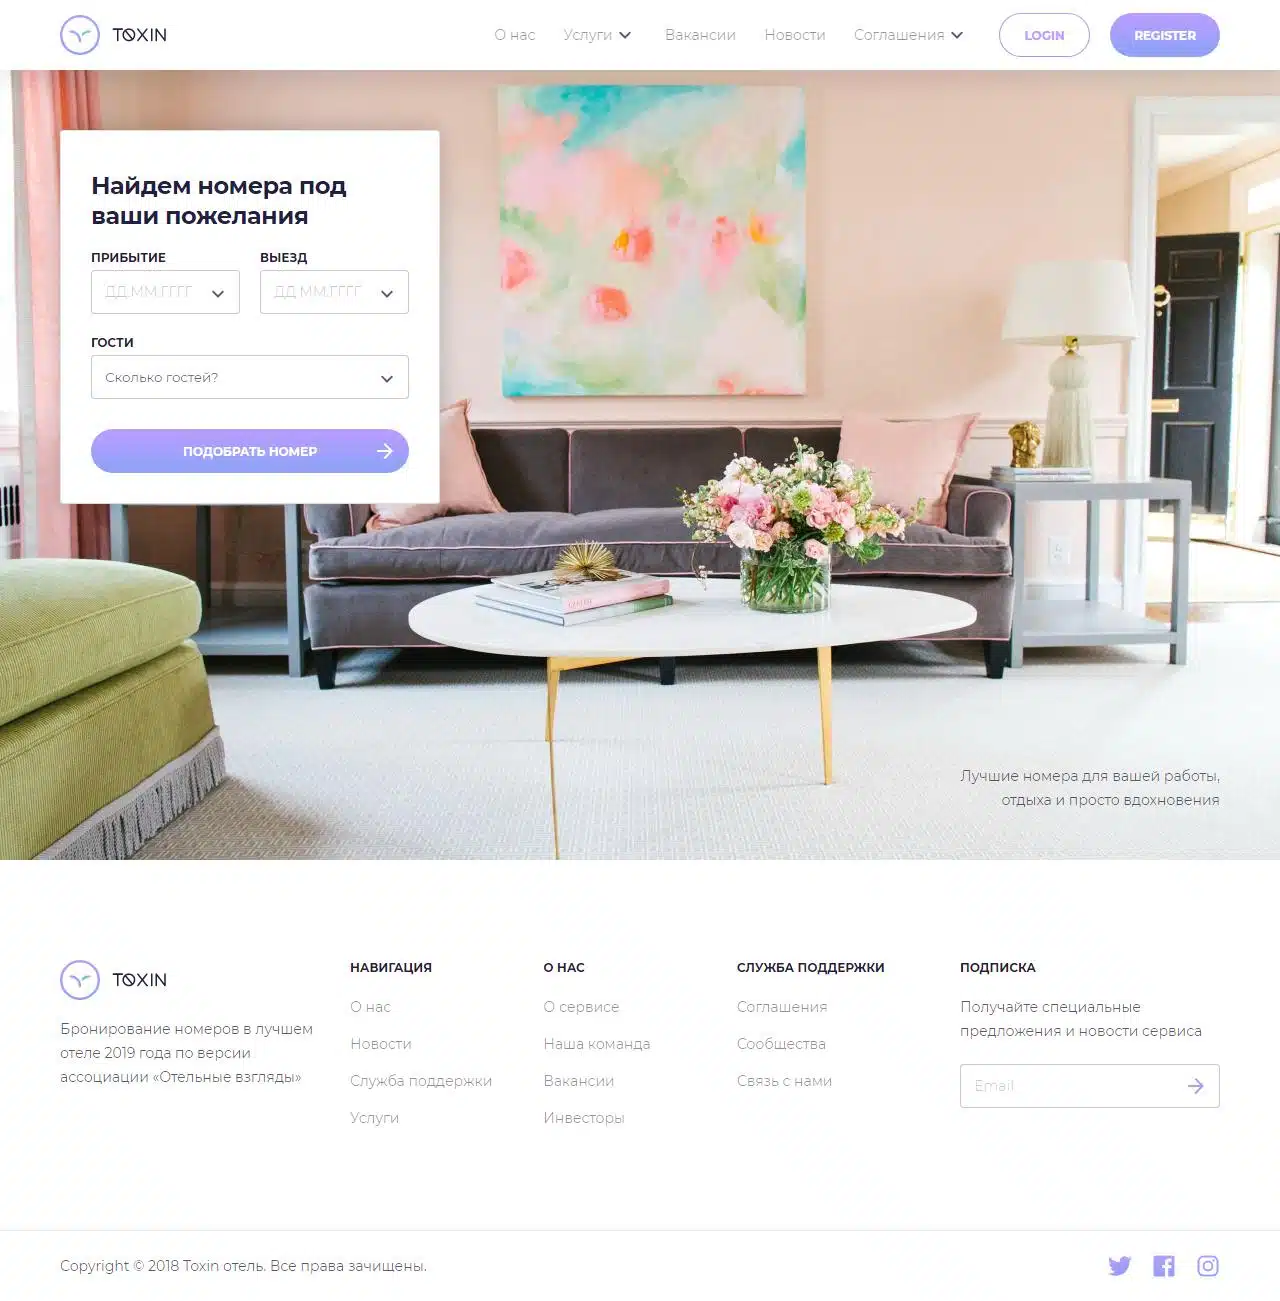 TOXIN
О нас
Услуги
Вакансии
Новости
Соглашения
LOGIN
REGISTER
Найдем номера под
ваши пожелания
ПРИБЫТИЕ
ВЫЕЗД
ДД.ММ.ГГГГ
ДД.ММ.ГГГГ
ГОСТИ
Сколько гостей?
ПОДОБРАТЬ НОМЕР
Лучшие номера для вашей работы,
отдыха и просто вдохновения
TOXIN
Бронирование номеров в лучшем
отеле 2019 года по версии
ассоциации «Отельные взгляды»
НАВИГАЦИЯ
О нас
Новости
Служба поддержки
Услуги
О НАС
О сервисе
Наша команда
Вакансии
Инвесторы
СЛУЖБА ПОДДЕРЖКИ
Соглашения
Сообщества
Связь с нами
ПОДПИСКА
Получайте специальные
предложения и новости сервиса
Email
Copyright © 2018 Toxin отель. Все права зачищены.